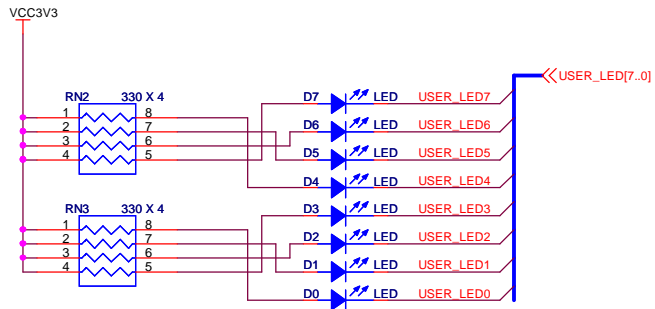 VCC3V3
USER_LED[7..0]
RN2 330 X 4 D7 LED USER_LED7
1 8
2 7 D6 LED USER_LED6
3 6
4 5 D5 LED USER_LED5
D4 LED USER_LED4
RN3 330 X 4 D3 LED USER_LED3
1 8
2 7 D2 LED USER_LED2
3 6
4 5 D1 LED USER_LED1
D0 LED USER_LED0